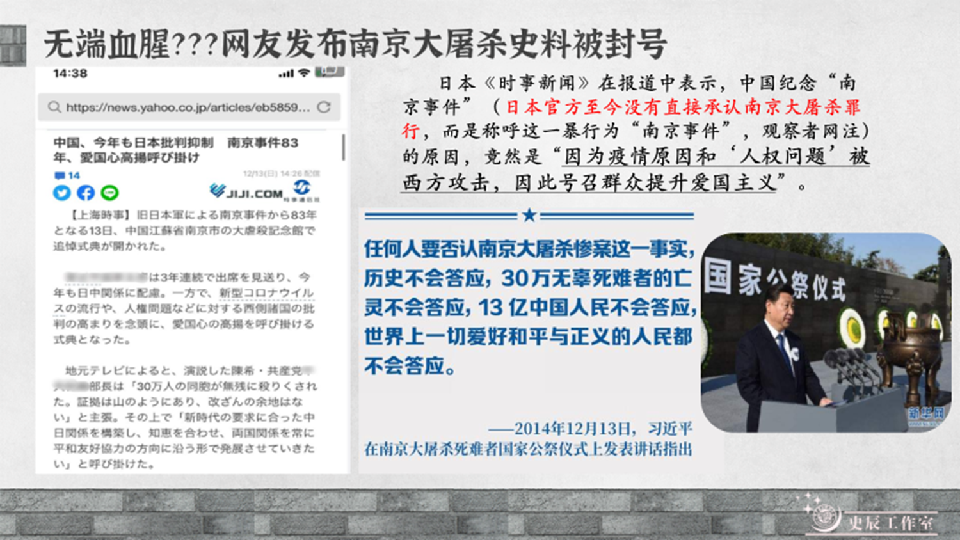 无端血腥???网友发布南京大屠杀史料被封号
14:38
https://news.yahoo.co.jp/articles/eb5859...
中国、今年も日本批判抑制 南京事件83
年、愛国心高揚呼び掛け
14
12/13(日) 14:26配信
JIJI.COM 時事通信社
【上海時事】旧日本軍による南京事件から83年
となる13日、中国江蘇省南京市の大虐殺記念館で
追悼式典が開かれた。
は3年連続で出席を見送り、今
年も日中関係に配慮。一方で、新型コロナウイル
スの流行や、人権問題などに対する西側諸国の批
判の高まりを念頭に、愛国心の高揚を呼び掛ける
式典となった。
地元テレビによると、演説した陳希・共産党
部長は「30万人の同胞が無残に殺りくされ
た。証拠は山のようにあり、改ざんの余地はな
い」と主張。その上で「新時代の要求に合った中
日関係を構築し、知恵を合わせ、両国関係を常に
平和友好協力の方向に沿う形で発展させていきた
い」と呼び掛けた。
日本《时事新闻》在报道中表示，中国纪念“南
京事件”（日本官方至今没有直接承认南京大屠杀罪
行，而是称呼这一暴行为“南京事件”，观察者网注）
的原因，竟然是“因为疫情原因和‘人权问题’被
西方攻击，因此号召群众提升爱国主义”。
任何人要否认南京大屠杀惨案这一事实，
历史不会答应，30万无辜死难者的亡
灵不会答应，13亿中国人民不会答应，
世界上一切爱好和平与正义的人民都
不会答应。
——2014年12月13日，习近平
在南京大屠杀死难者国家公祭仪式上发表讲话指出
国家公祭仪式
新华网
史辰工作室